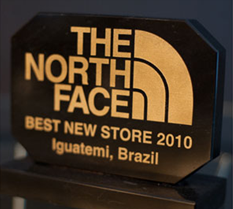 THE
NORTH
FACE
BEST NEW STORE 2010
Iguatemi, Brazil